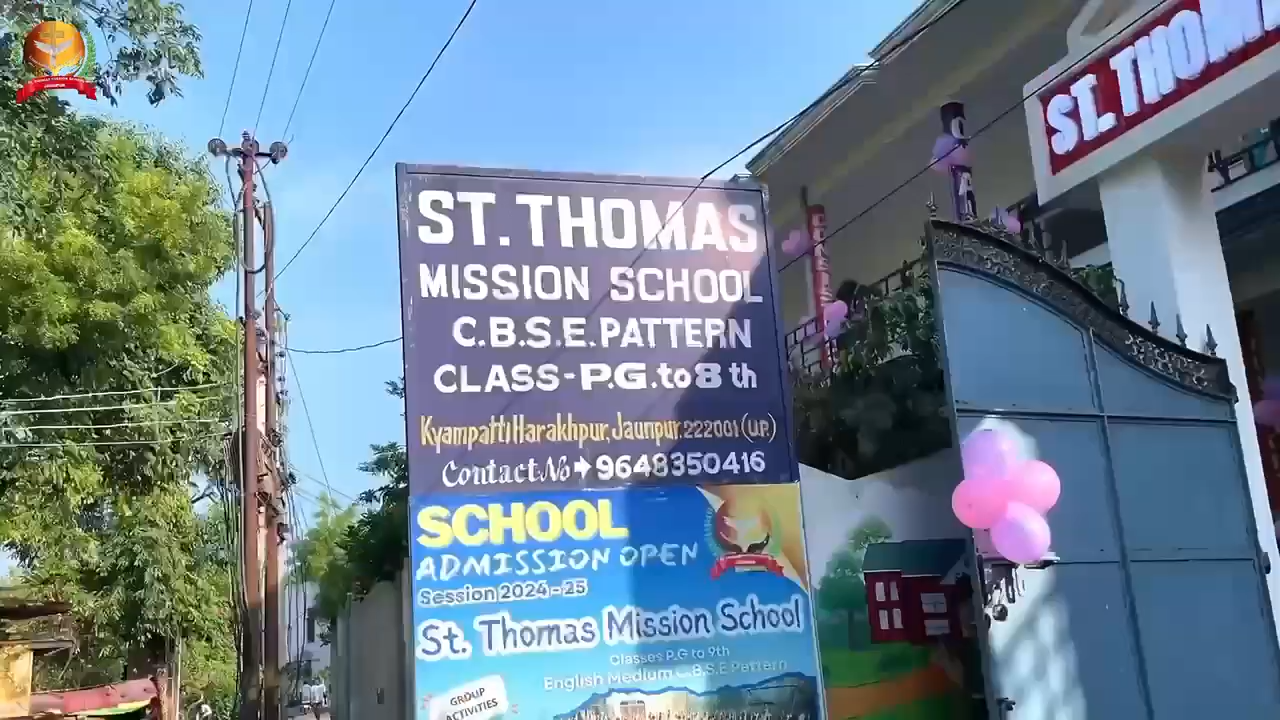 ST. THOMAS
MISSION SCHOOL
C.B.S.E. PATTERN
CLASS-P.G.to 8 th
Kyampatti Harakhpur, Jaunpur. 222001 (U.P.)
Contact No → 9648350416
SCHOOL
ADMISSION OPEN
Session 2024-25
St. Thomas Mission School
Classes P.G to 9th
English Medium C.B.S.E Pattern
GROUP
ACTIVITIES
ST. THOM